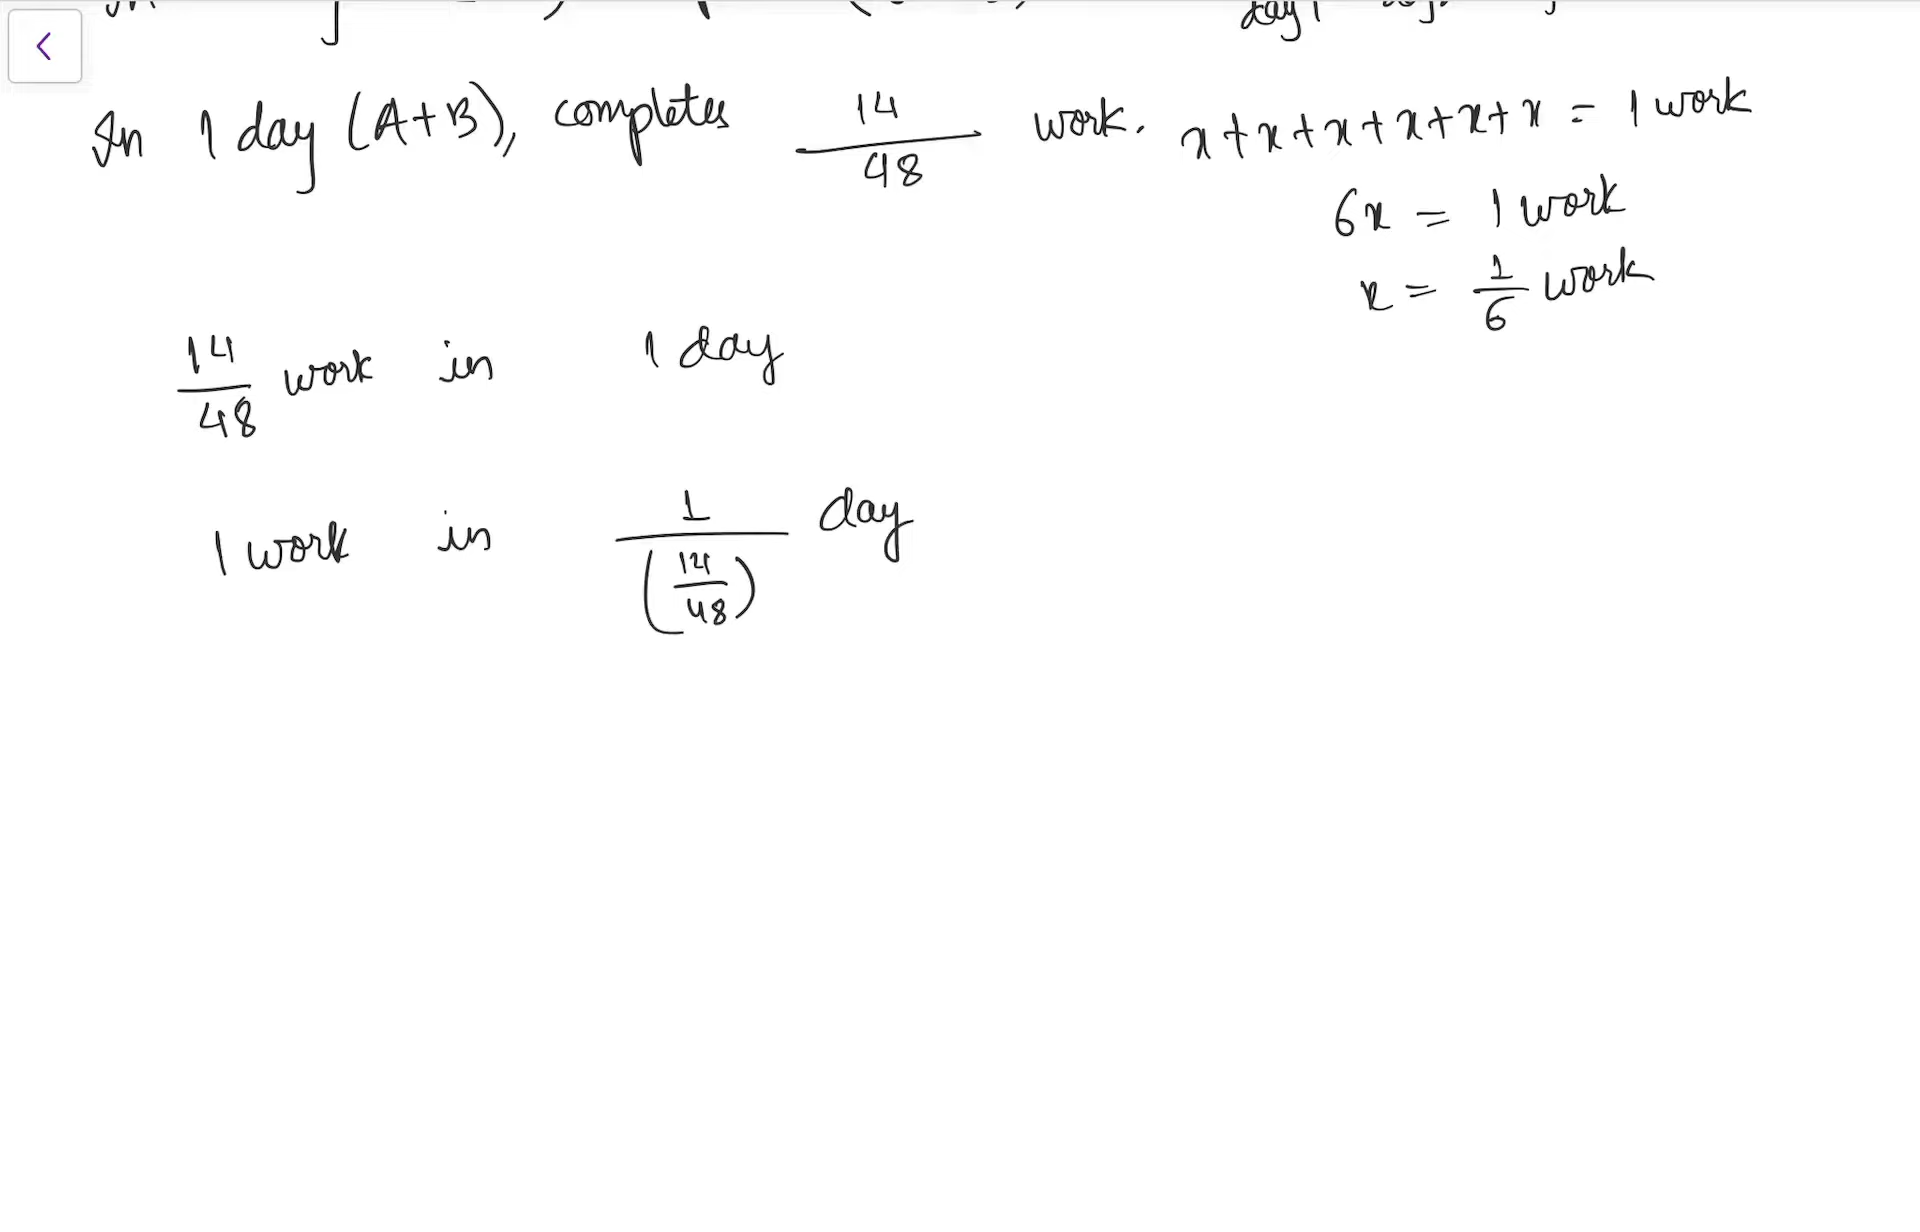 In 1 day (A+B), completes 14/48 work. x+x+x+x+x+x = 1 work
6x = 1 work
x = 1/6 work
14/48 work in 1 day
1 work in 1/(14/48) day